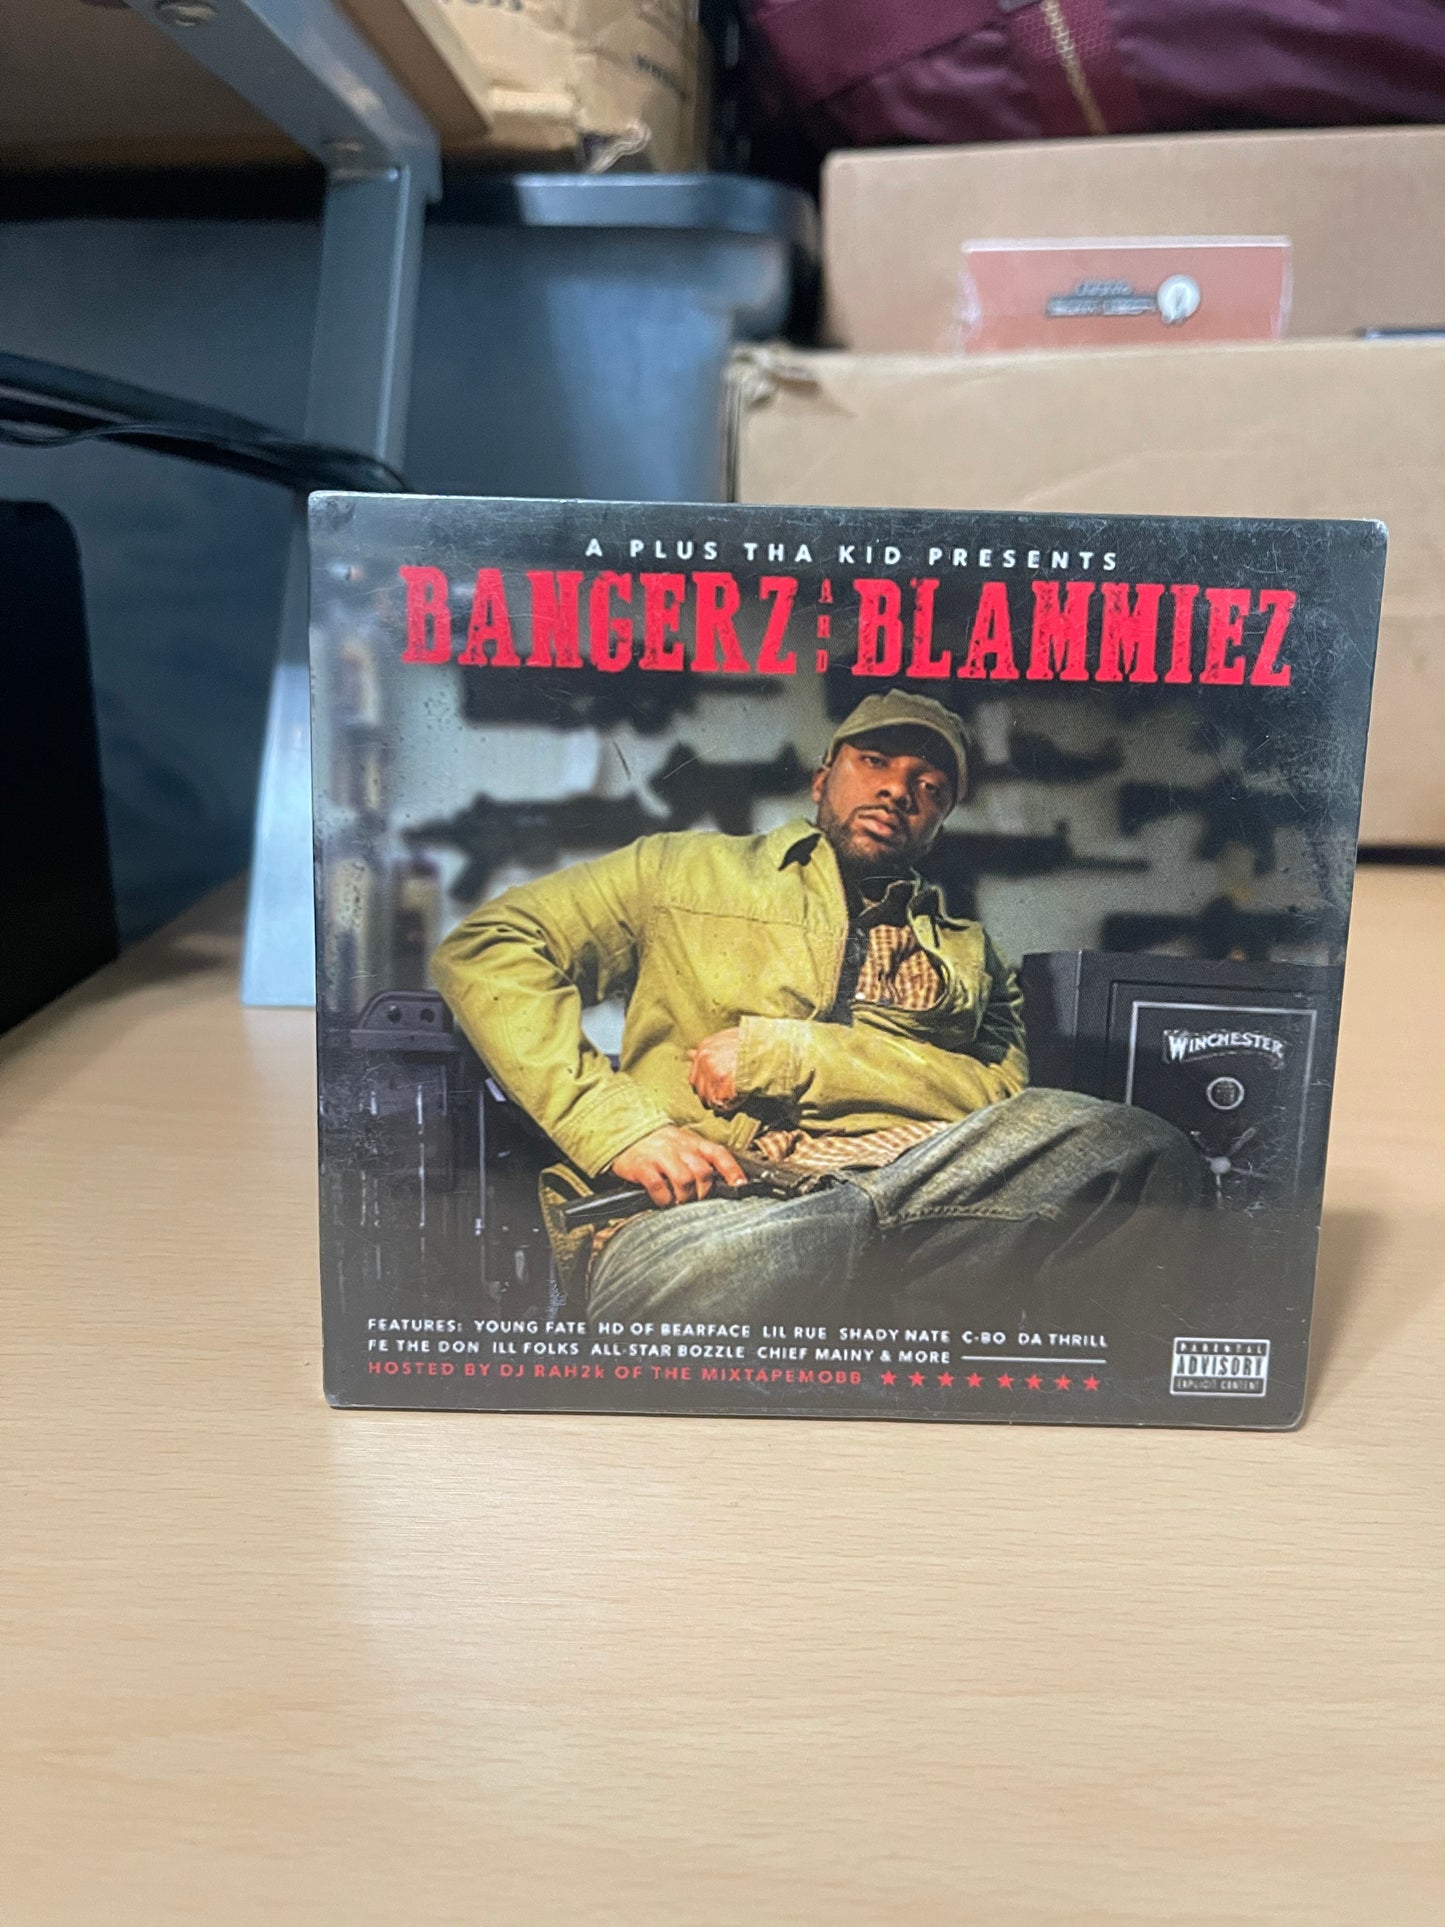 A PLUS THA KID PRESENTS
BANGERZ AND BLAMMIEZ
WINCHESTER
FEATURES: YOUNG FATE HD OF BEARFACE LIL RUE SHADY NATE C-BO DA THRILL
FE THE DON ILL FOLKS ALL-STAR BOZZLE CHIEF MAINY & MORE
HOSTED BY DJ RAH2k OF THE MIXTAPEMOBB
PARENTAL
ADVISORY
EXPLICIT CONTENT